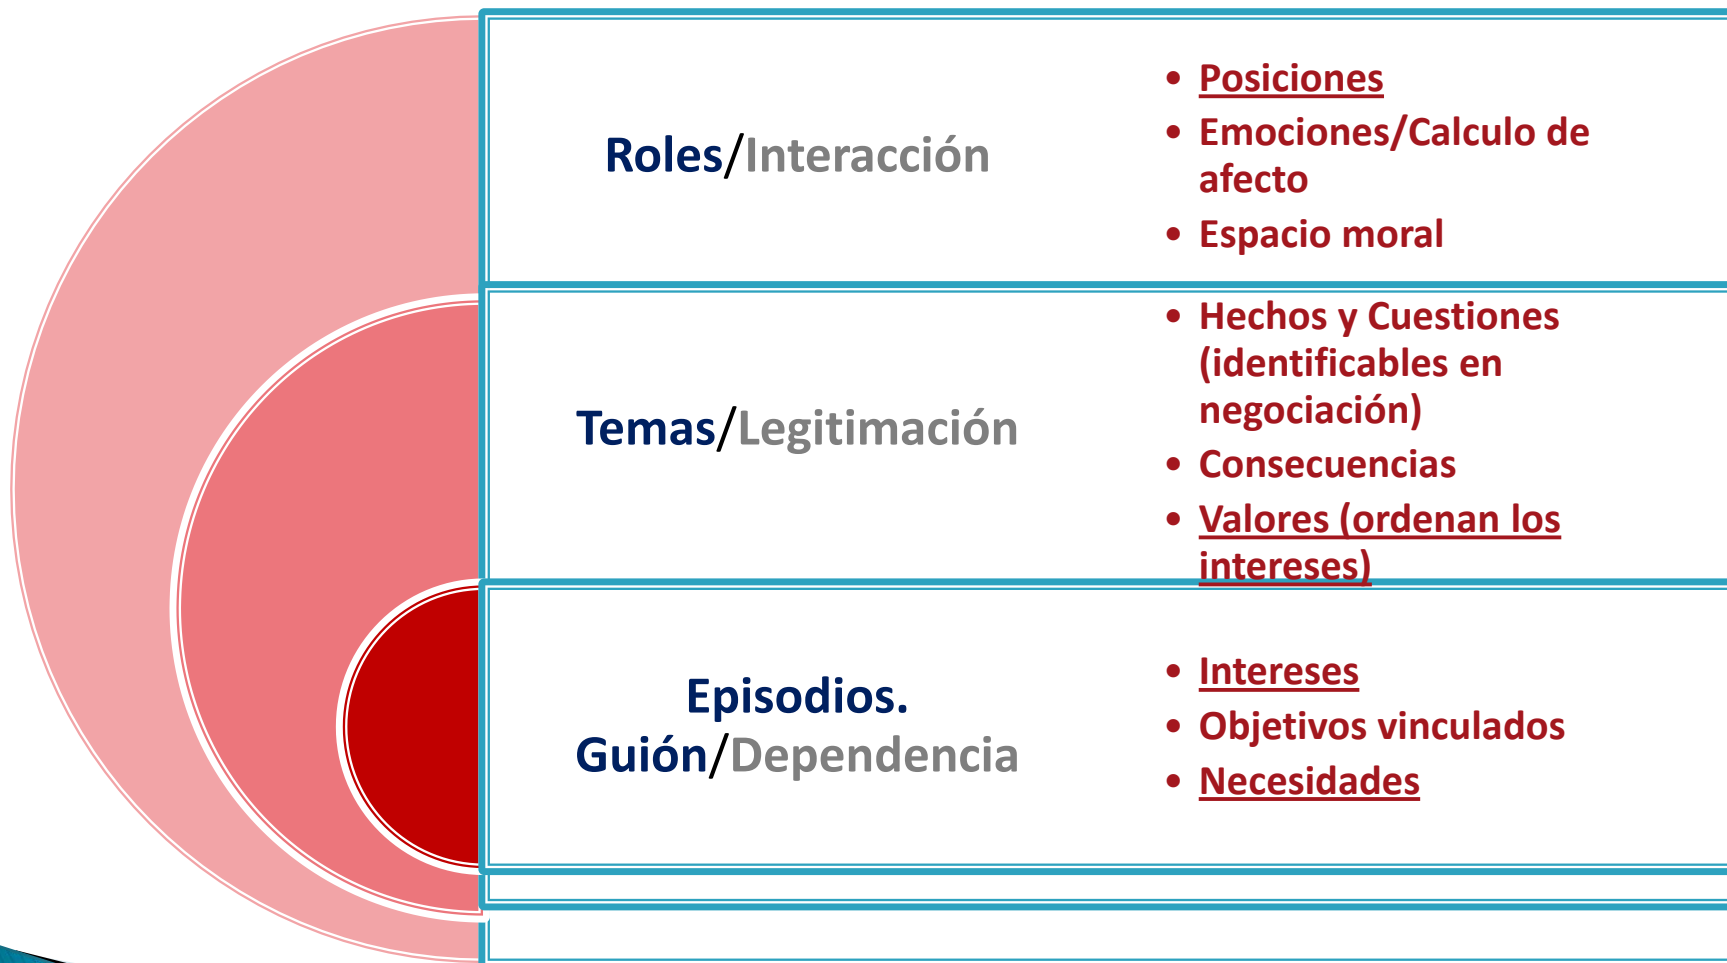 Roles/Interacción
• Posiciones
• Emociones/Calculo de
afecto
• Espacio moral
Temas/Legitimación
• Hechos y Cuestiones
(identificables en
negociación)
• Consecuencias
• Valores (ordenan los
intereses)
Episodios.
Guión/Dependencia
• Intereses
• Objetivos vinculados
• Necesidades